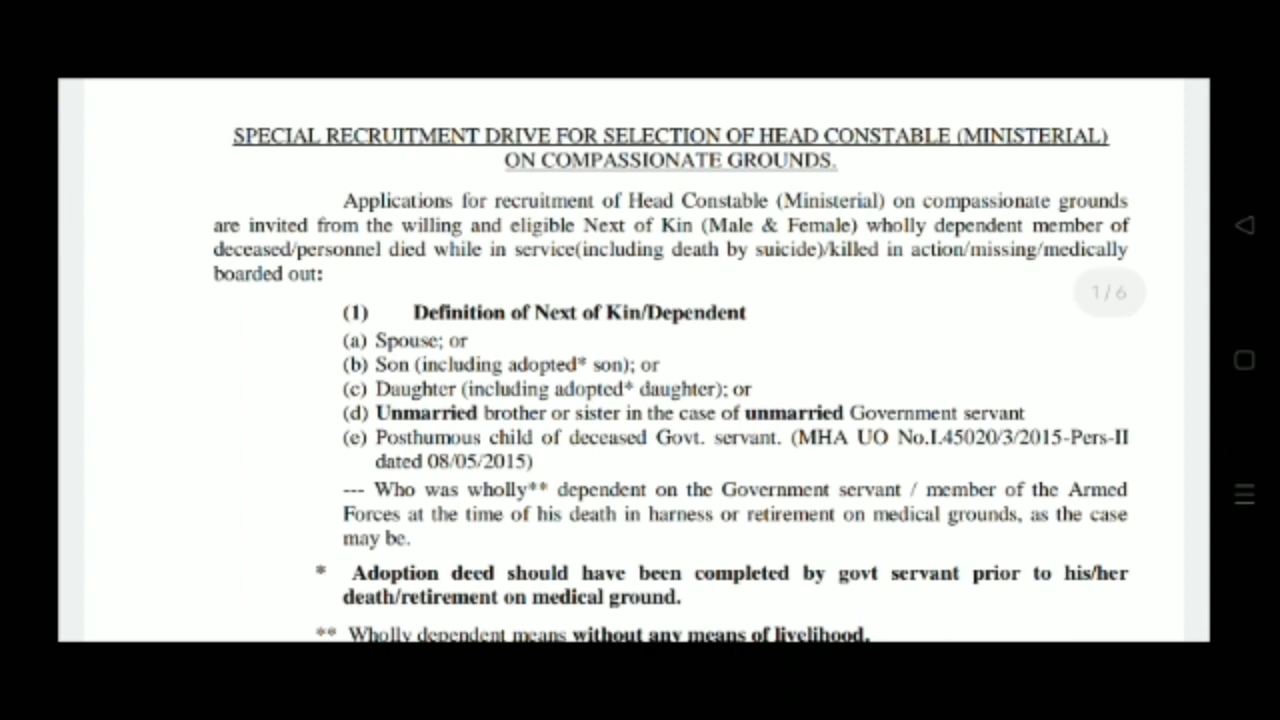 SPECIAL RECRUITMENT DRIVE FOR SELECTION OF HEAD CONSTABLE (MINISTERIAL)
ON COMPASSIONATE GROUNDS.
Applications for recruitment of Head Constable (Ministerial) on compassionate grounds
are invited from the willing and eligible Next of Kin (Male & Female) wholly dependent member of
deceased/personnel died while in service(including death by suicide)/killed in action/missing/medically
boarded out:
1/6
(1) Definition of Next of Kin/Dependent
(a) Spouse; or
(b) Son (including adopted* son); or
(c) Daughter (including adopted* daughter); or
(d) Unmarried brother or sister in the case of unmarried Government servant
(e) Posthumous child of deceased Govt. servant. (MHA UO No.I.45020/3/2015-Pers-II
dated 08/05/2015)
--- Who was wholly** dependent on the Government servant / member of the Armed
Forces at the time of his death in harness or retirement on medical grounds, as the case
may be.
* Adoption deed should have been completed by govt servant prior to his/her
death/retirement on medical ground.
** Wholly dependent means without any means of livelihood.